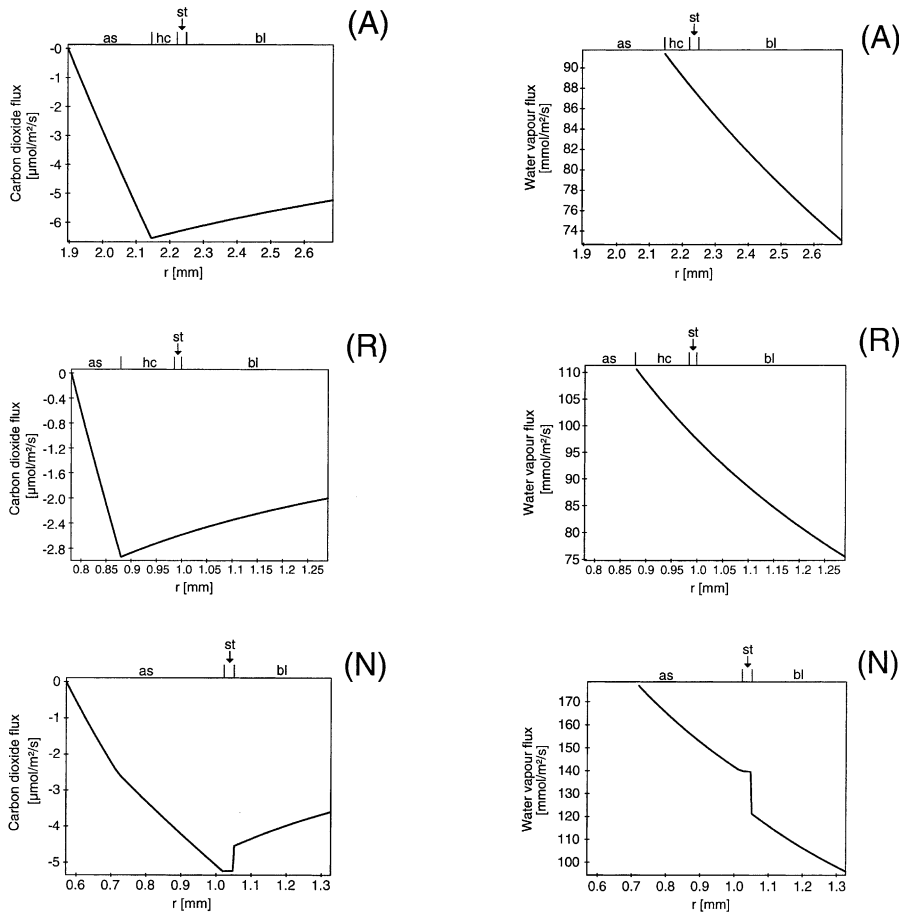 st
(A)
as hc bl
Carbon dioxide flux
[µmol/m²/s]
-0
-1
-2
-3
-4
-5
-6
1.9 2.0 2.1 2.2 2.3 2.4 2.5 2.6
r [mm]
st
(A)
as hc bl
Water vapour flux
[mmol/m²/s]
90
88
86
84
82
80
78
76
74
1.9 2.0 2.1 2.2 2.3 2.4 2.5 2.6
r [mm]
st
(R)
as hc bl
Carbon dioxide flux
[µmol/m²/s]
0
-0.4
-0.8
-1.2
-1.6
-2.0
-2.4
-2.8
0.8 0.85 0.9 0.95 1.0 1.05 1.1 1.15 1.2 1.25
r [mm]
st
(R)
as hc bl
Water vapour flux
[mmol/m²/s]
110
105
100
95
90
85
80
75
0.8 0.85 0.9 0.95 1.0 1.05 1.1 1.15 1.2 1.25
r [mm]
st
(N)
as bl
Carbon dioxide flux
[µmol/m²/s]
0
-1
-2
-3
-4
-5
0.6 0.7 0.8 0.9 1.0 1.1 1.2 1.3
r [mm]
st
(N)
as bl
Water vapour flux
[mmol/m²/s]
170
160
150
140
130
120
110
100
0.6 0.7 0.8 0.9 1.0 1.1 1.2 1.3
r [mm]